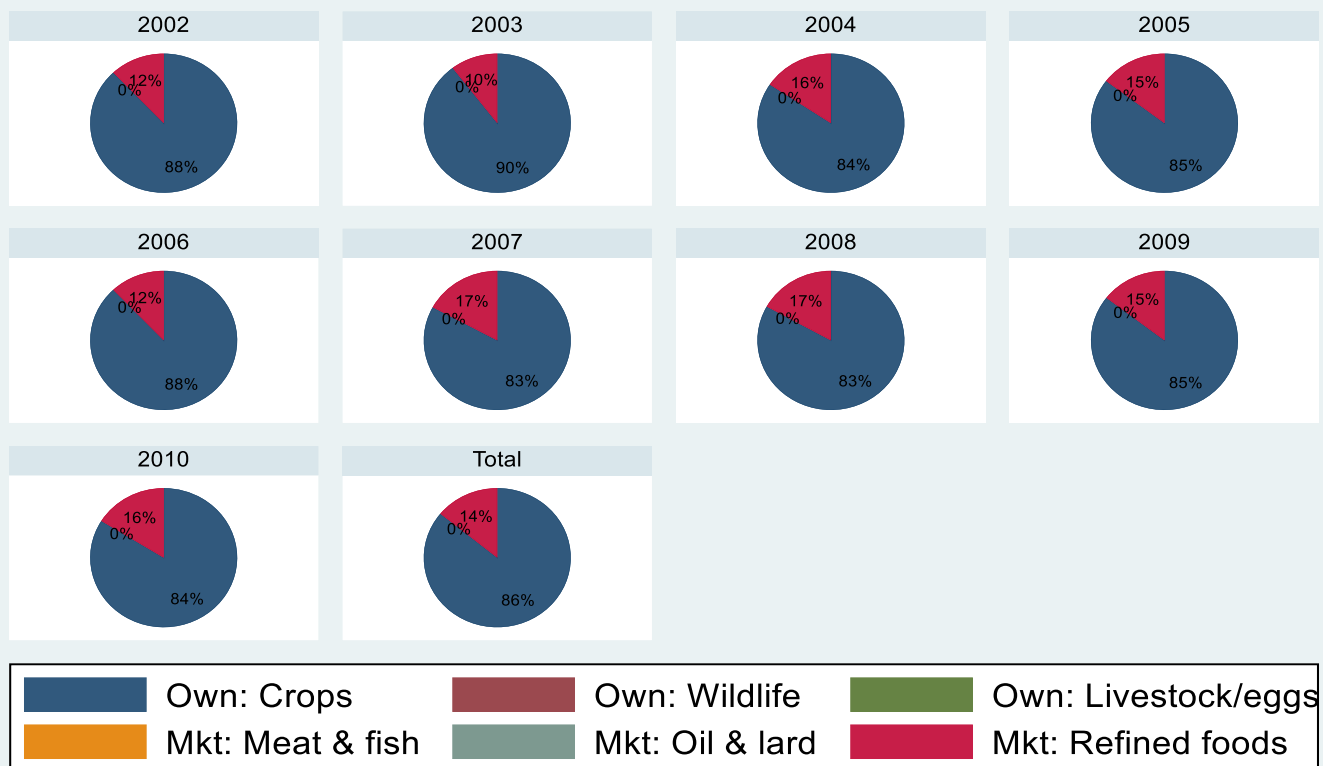 2002 2003 2004 2005
12% 10% 16% 15%
0% 0% 0% 0%
88% 90% 84% 85%
2006 2007 2008 2009
12% 17% 17% 15%
0% 0% 0% 0%
88% 83% 83% 85%
2010 Total
16% 14%
0% 0%
84% 86%
Own: Crops Own: Wildlife Own: Livestock/eggs
Mkt: Meat & fish Mkt: Oil & lard Mkt: Refined foods